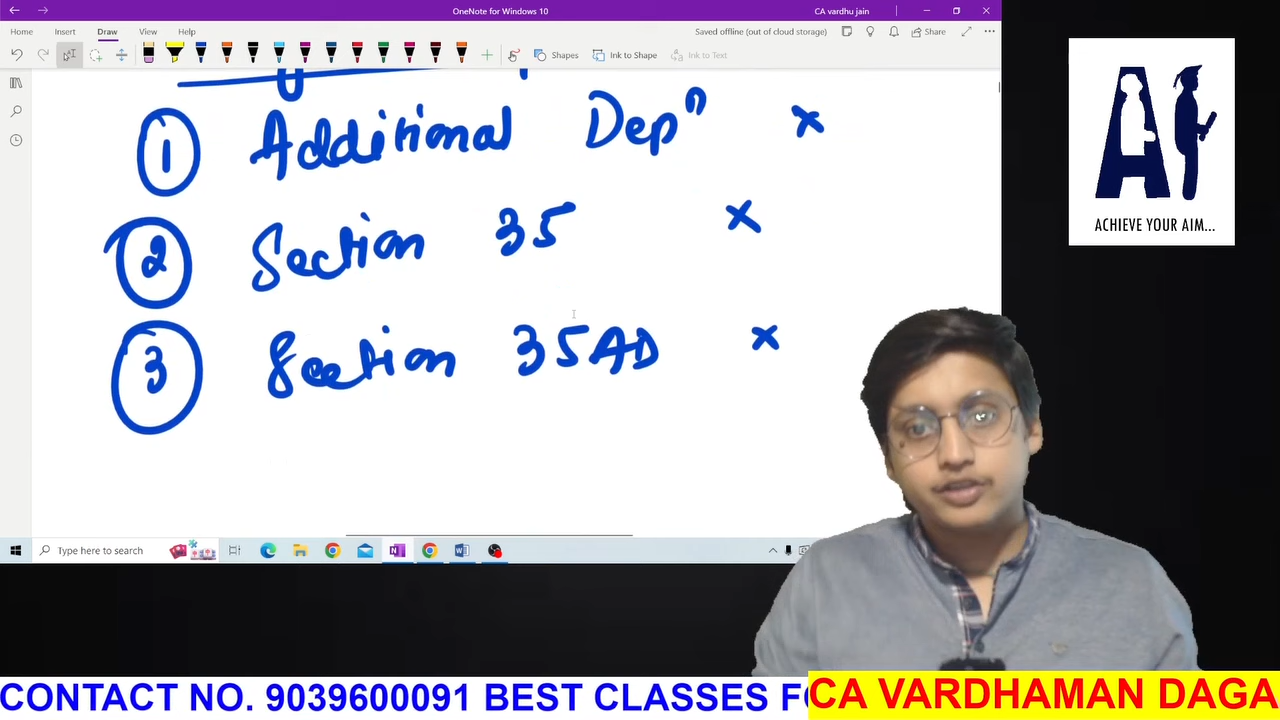 OneNote for Windows 10
CA vardhu jain
Home Insert Draw View Help
Saved offline (out of cloud storage)
Share
Shapes
Ink to Shape
Ink to Text
1 Additional Depn x
2 Section 35 x
3 Section 35AD x
ACHIEVE YOUR AIM...
Type here to search
CONTACT NO. 9039600091 BEST CLASSES
CA VARDHAMAN DAGA